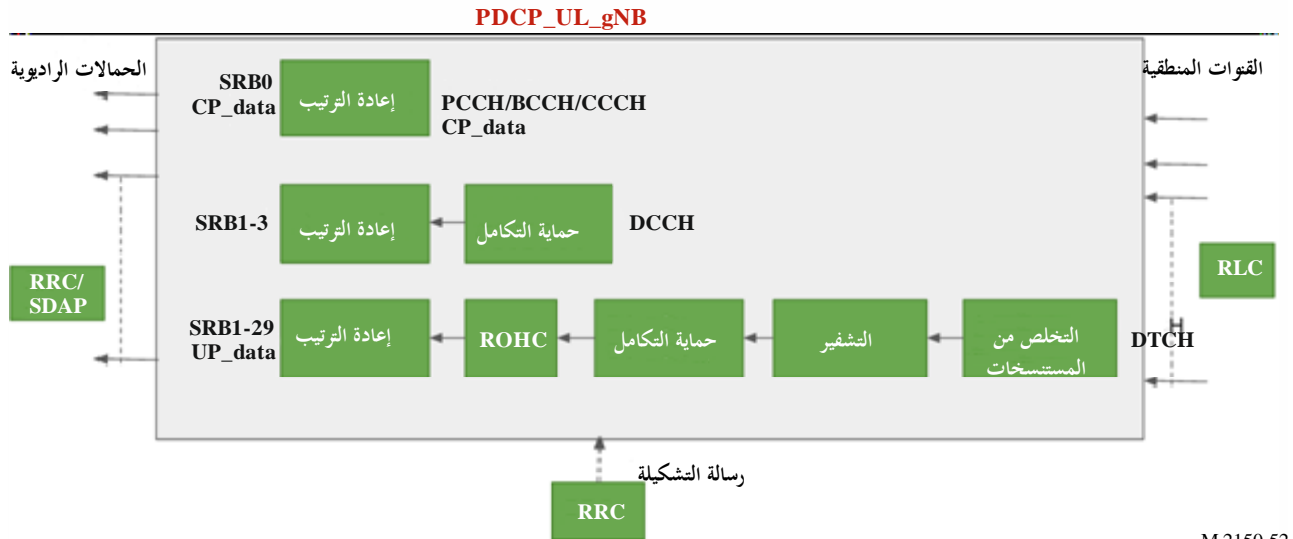 PDCP_UL_gNB
الحمالات الراديوية
القنوات المنطقية
SRB0
CP_data
إعادة الترتيب
PCCH/BCCH/CCCH
CP_data
SRB1-3
إعادة الترتيب
حماية التكامل
DCCH
RRC/
SDAP
RLC
SRB1-29
UP_data
إعادة الترتيب
ROHC
حماية التكامل
التشفير
التخلص من
المستنسخات
DTCH
H
رسالة التشكيلة
RRC
M.2150-52